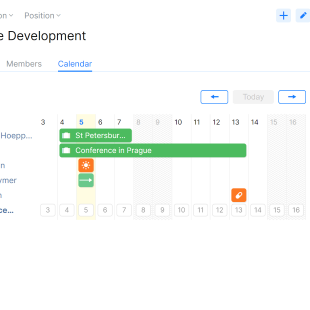 on Position
e Development
Members Calendar
Today
3 4 5 6 7 8 9 10 11 12 13 14 15 16
Hoepp... St Petersbur...
Conference in Prague
n
ymer
n
ce... 3 4 5 6 7 8 9 10 11 12 13 14 15 16